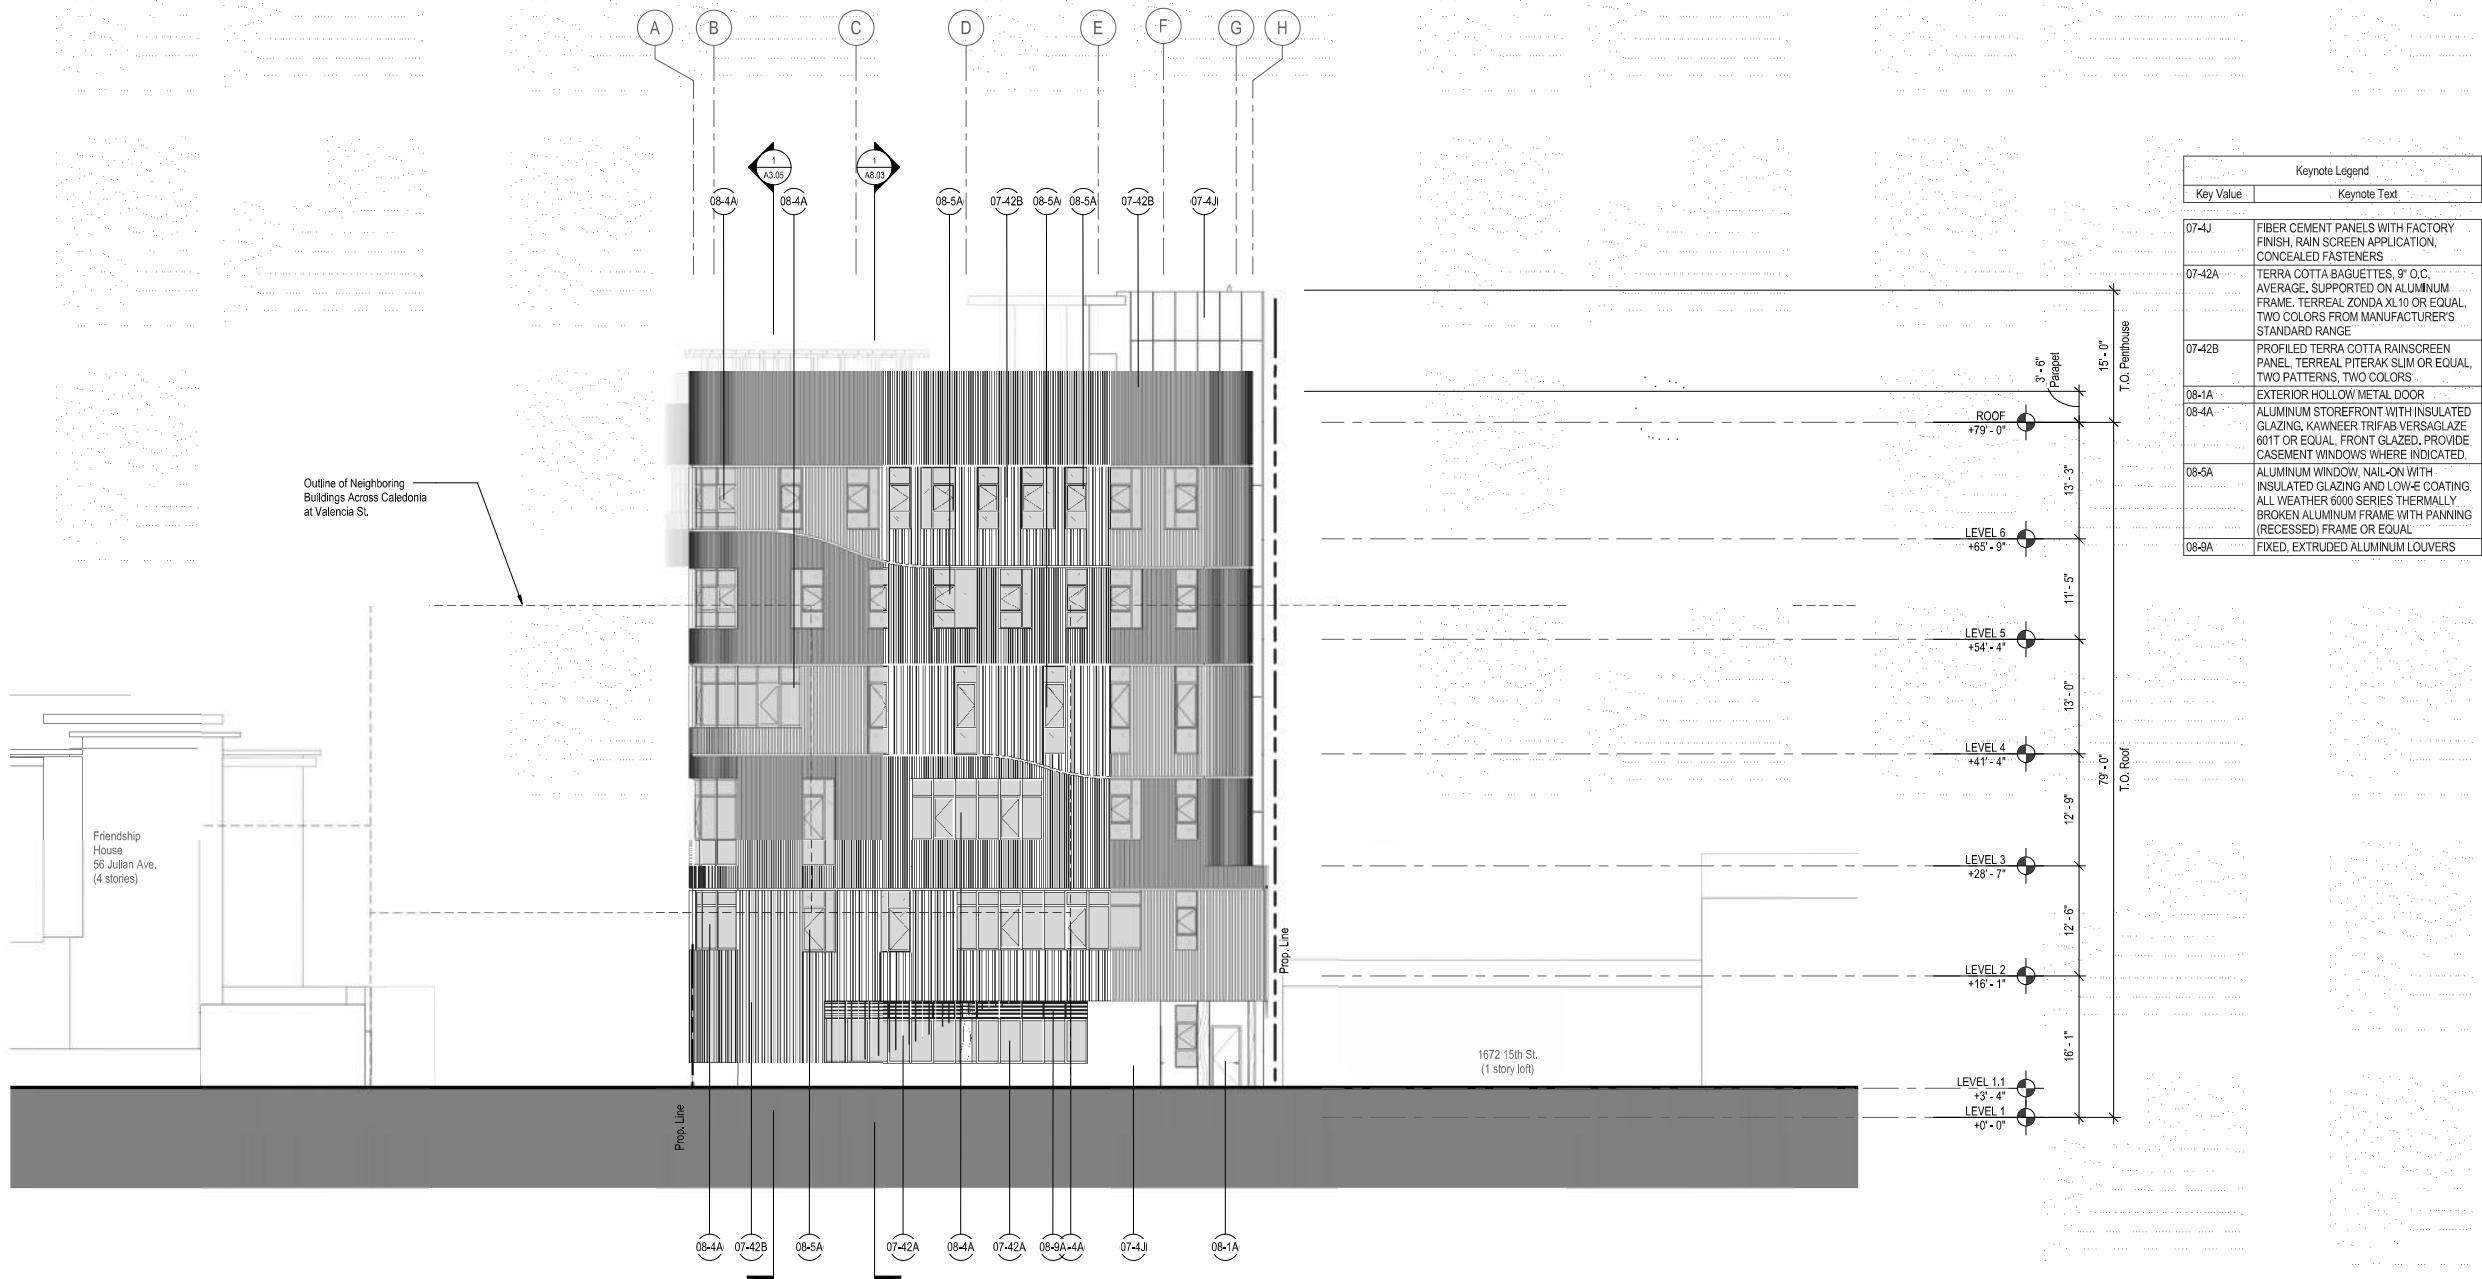 A B C D E F G H
1
A3.05
1
A8.03
08-4A 08-4A 08-5A 07-42B 08-5A 08-5A 07-42B 07-4J
Keynote Legend
Key Value Keynote Text
07-4J FIBER CEMENT PANELS WITH FACTORY
FINISH, RAIN SCREEN APPLICATION,
CONCEALED FASTENERS
07-42A TERRA COTTA BAGUETTES, 9" O.C.
AVERAGE. SUPPORTED ON ALUMINUM
FRAME. TERREAL ZONDA XL10 OR EQUAL,
TWO COLORS FROM MANUFACTURER'S
STANDARD RANGE
07-42B PROFILED TERRA COTTA RAINSCREEN
PANEL, TERREAL PITERAK SLIM OR EQUAL,
TWO PATTERNS, TWO COLORS
08-1A EXTERIOR HOLLOW METAL DOOR
08-4A ALUMINUM STOREFRONT WITH INSULATED
GLAZING. KAWNEER TRIFAB VERSAGLAZE
601T OR EQUAL, FRONT GLAZED. PROVIDE
CASEMENT WINDOWS WHERE INDICATED.
08-5A ALUMINUM WINDOW, NAIL-ON WITH
INSULATED GLAZING AND LOW-E COATING.
ALL WEATHER 6000 SERIES THERMALLY
BROKEN ALUMINUM FRAME WITH PANNING
(RECESSED) FRAME OR EQUAL
08-9A FIXED, EXTRUDED ALUMINUM LOUVERS
15' - 0"
T.O. Penthouse
3' - 6"
Parapet
ROOF
+79' - 0"
13' - 3"
LEVEL 6
+65' - 9"
11' - 5"
LEVEL 5
+54' - 4"
13' - 0"
LEVEL 4
+41' - 4"
79' - 0"
T.O. Roof
12' - 9"
LEVEL 3
+28' - 7"
12' - 6"
LEVEL 2
+16' - 1"
16' - 1"
LEVEL 1.1
+3' - 4"
LEVEL 1
+0' - 0"
Outline of Neighboring
Buildings Across Caledonia
at Valencia St.
Friendship
House
56 Julian Ave.
(4 stories)
Prop. Line
1672 15th St.
(1 story loft)
Prop. Line
08-4A 07-42B 08-5A 07-42A 08-4A 07-42A 08-9A -4A 07-4J 08-1A